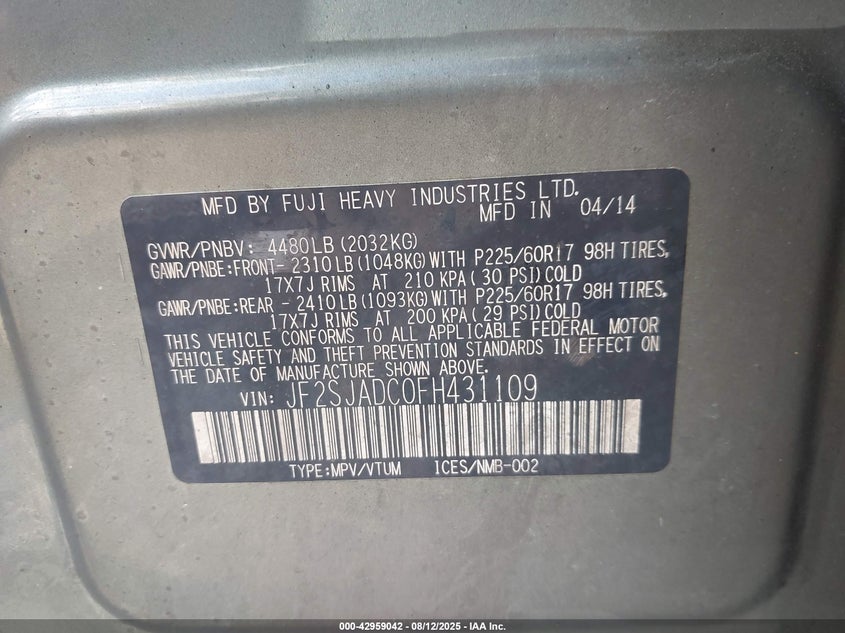 MFD BY FUJI HEAVY INDUSTRIES LTD.
MFD IN 04/14
GVWR/PNBV: 4480LB (2032KG)
GAWR/PNBE:FRONT- 2310LB (1048KG) WITH P225/60R17 98H TIRES,
17X7J RIMS AT 210 KPA ( 30 PSI) COLD
GAWR/PNBE:REAR - 2410LB (1093KG) WITH P225/60R17 98H TIRES,
17X7J RIMS AT 200 KPA ( 29 PSI) COLD
THIS VEHICLE CONFORMS TO ALL APPLICABLE FEDERAL MOTOR
VEHICLE SAFETY AND THEFT PREVENTION STANDARDS IN EFFECT ON
THE DATE OF MANUFACTURE SHOWN ABOVE.
VIN: JF2SJADC0FH431109
TYPE:MPV/VTUM ICES/NMB-002
000-42959042 - 08/12/2025 - IAA Inc.